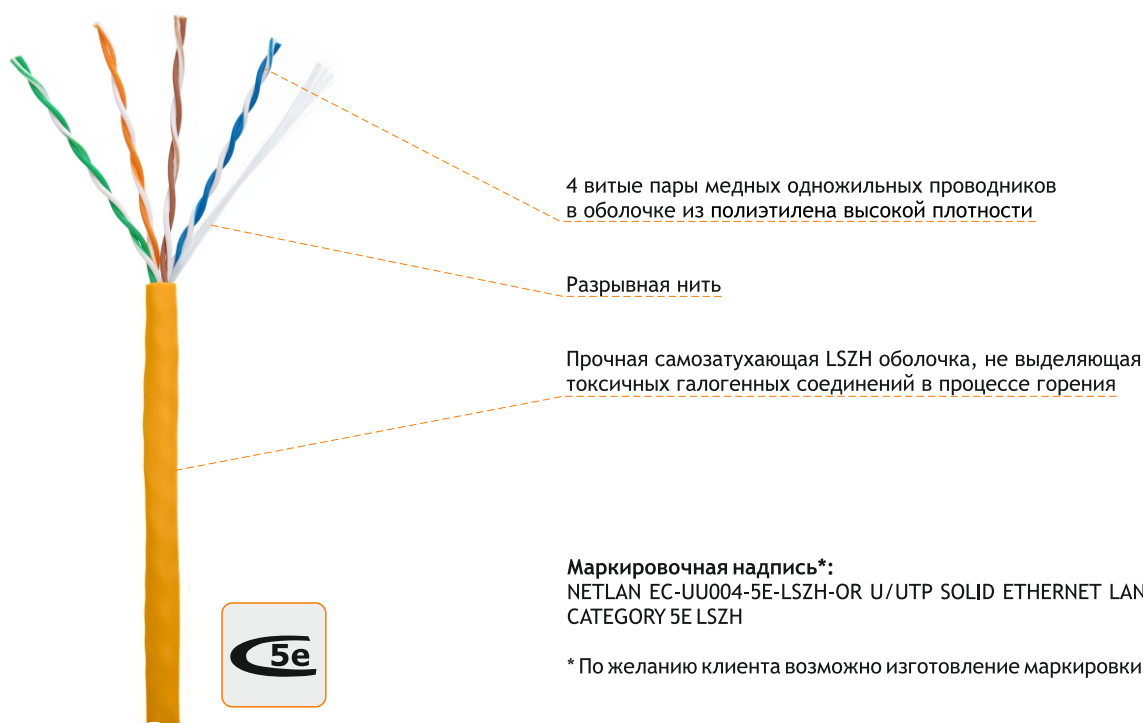 4 витые пары медных одножильных проводников
в оболочке из полиэтилена высокой плотности
Разрывная нить
Прочная самозатухающая LSZH оболочка, не выделяющая
токсичных галогенных соединений в процессе горения
Маркировочная надпись*:
NETLAN EC-UU004-5E-LSZH-OR U/UTP SOLID ETHERNET LAN
CATEGORY 5E LSZH
5e
* По желанию клиента возможно изготовление маркировки